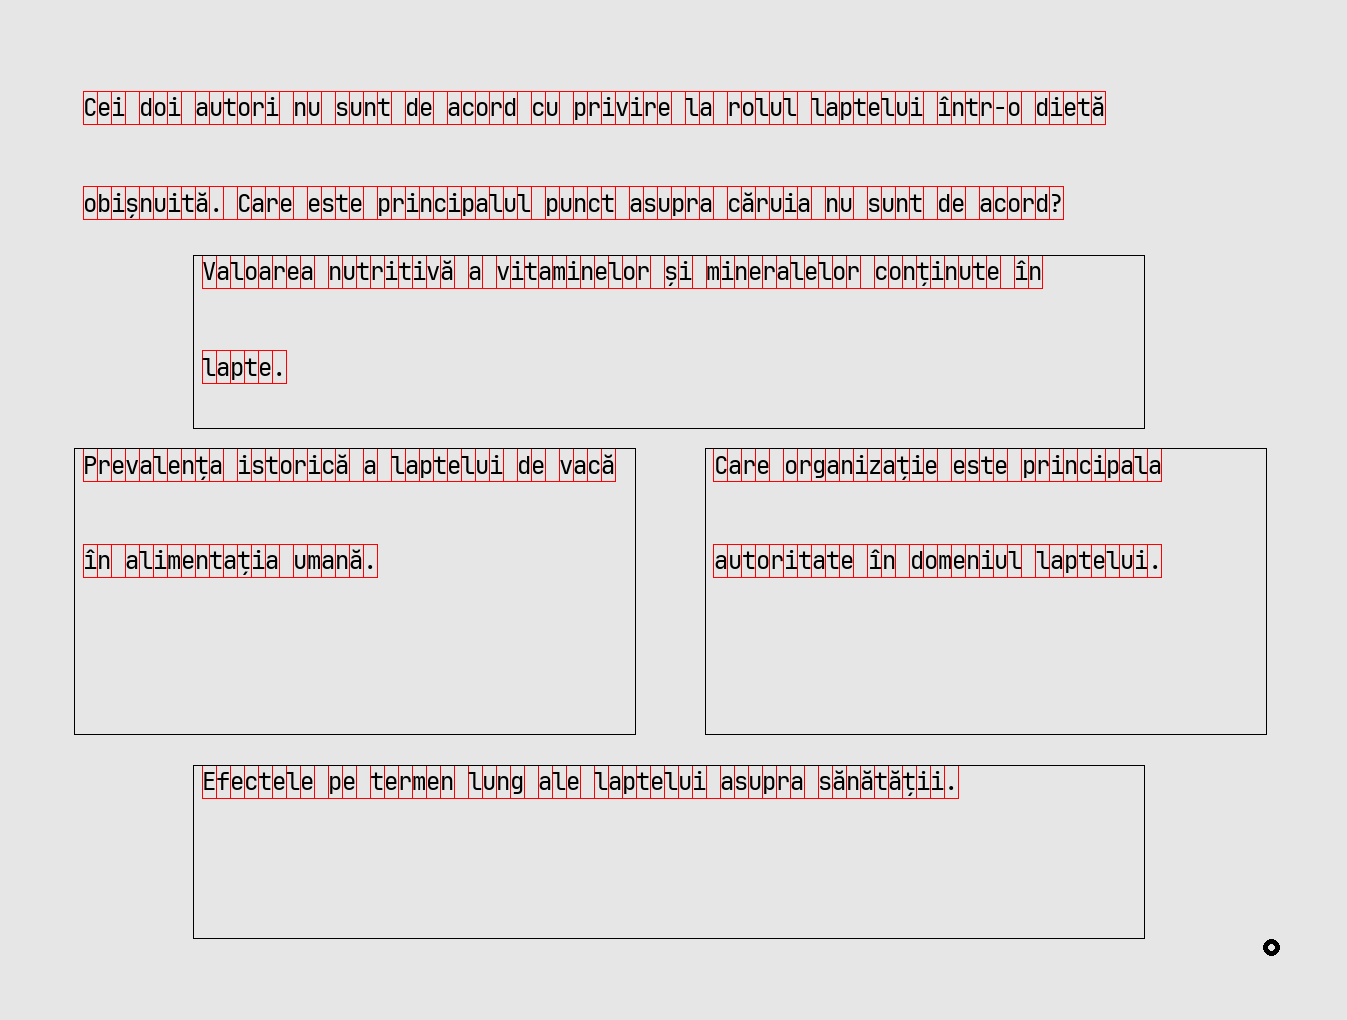 Cei doi autori nu sunt de acord cu privire la rolul laptelui într-o dietă
obișnuită. Care este principalul punct asupra căruia nu sunt de acord?
Valoarea nutritivă a vitaminelor și mineralelor conținute în
lapte.
Prevalența istorică a laptelui de vacă
în alimentația umană.
Care organizație este principala
autoritate în domeniul laptelui.
Efectele pe termen lung ale laptelui asupra sănătății.